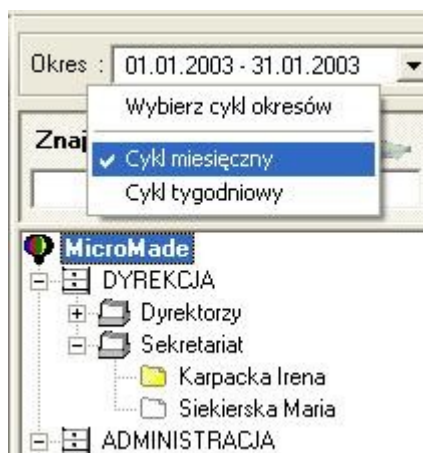 Okres : 01.01.2003 - 31.01.2003
Wybierz cykl okresów
Znaj
Cykl miesięczny
Cykl tygodniowy
MicroMade
DYREKCJA
Dyrektorzy
Sekretariat
Karpacka Irena
Siekierska Maria
ADMINISTRACJA